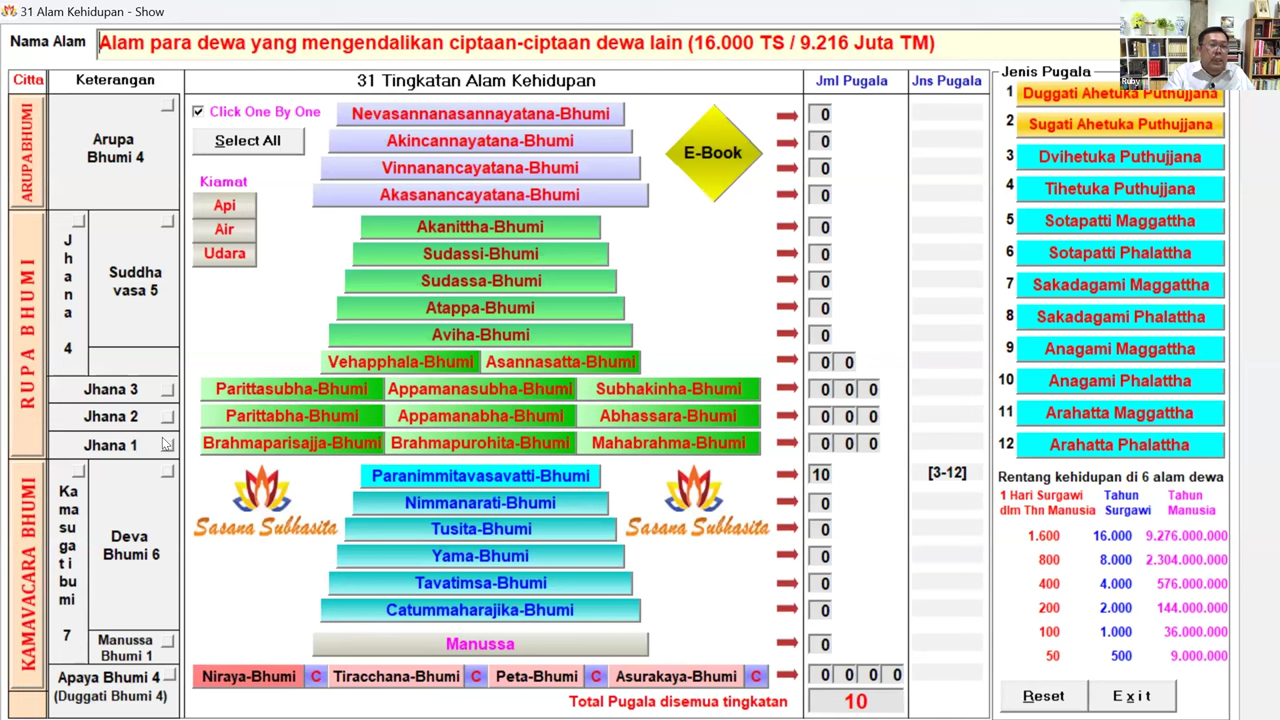 31 Alam Kehidupan - Show
Nama Alam
Alam para dewa yang mengendalikan ciptaan-ciptaan dewa lain (16.000 TS / 9.216 Juta TM)
Ruby
Citta
Keterangan
31 Tingkatan Alam Kehidupan
Jml Pugala
Jns Pugala
Jenis Pugala
ARUPABHUMI
Arupa
Bhumi 4
Click One By One
Select All
Kiamat
Api
Air
Udara
E-Book
Nevasannanasannayatana-Bhumi 0
Akincannayatana-Bhumi 0
Vinnanancayatana-Bhumi 0
Akasanancayatana-Bhumi 0
RUPA BHUMI
Jhana
4
Suddha
vasa 5
Akanittha-Bhumi 0
Sudassi-Bhumi 0
Sudassa-Bhumi 0
Atappa-Bhumi 0
Aviha-Bhumi 0
Vehapphala-Bhumi Asannasatta-Bhumi 0 0
Jhana 3
Parittasubha-Bhumi Appamanasubha-Bhumi Subhakinha-Bhumi 0 0 0
Jhana 2
Parittabha-Bhumi Appamanabha-Bhumi Abhassara-Bhumi 0 0 0
Jhana 1
Brahmaparisajja-Bhumi Brahmapurohita-Bhumi Mahabrahma-Bhumi 0 0 0
KAMAVACARA BHUMI
Ka
ma
su
ga
ti
bu
mi
7
Deva
Bhumi 6
Sasana Subhasita
Sasana Subhasita
Paranimmitavasavatti-Bhumi 10 [3-12]
Nimmanarati-Bhumi 0
Tusita-Bhumi 0
Yama-Bhumi 0
Tavatimsa-Bhumi 0
Catummaharajika-Bhumi 0
Manussa
Bhumi 1
Manussa 0
Apaya Bhumi 4
(Duggati Bhumi 4)
Niraya-Bhumi C Tiracchana-Bhumi C Peta-Bhumi C Asurakaya-Bhumi C 0 0 0 0
Total Pugala disemua tingkatan 10
1 Duggati Ahetuka Puthujjana
2 Sugati Ahetuka Puthujjana
3 Dvihetuka Puthujjana
4 Tihetuka Puthujjana
5 Sotapatti Maggattha
6 Sotapatti Phalattha
7 Sakadagami Maggattha
8 Sakadagami Phalattha
9 Anagami Maggattha
10 Anagami Phalattha
11 Arahatta Maggattha
12 Arahatta Phalattha
Rentang kehidupan di 6 alam dewa
1 Hari Surgawi Tahun Tahun
dlm Thn Manusia Surgawi Manusia
1.600 16.000 9.276.000.000
800 8.000 2.304.000.000
400 4.000 576.000.000
200 2.000 144.000.000
100 1.000 36.000.000
50 500 9.000.000
Reset
Exit